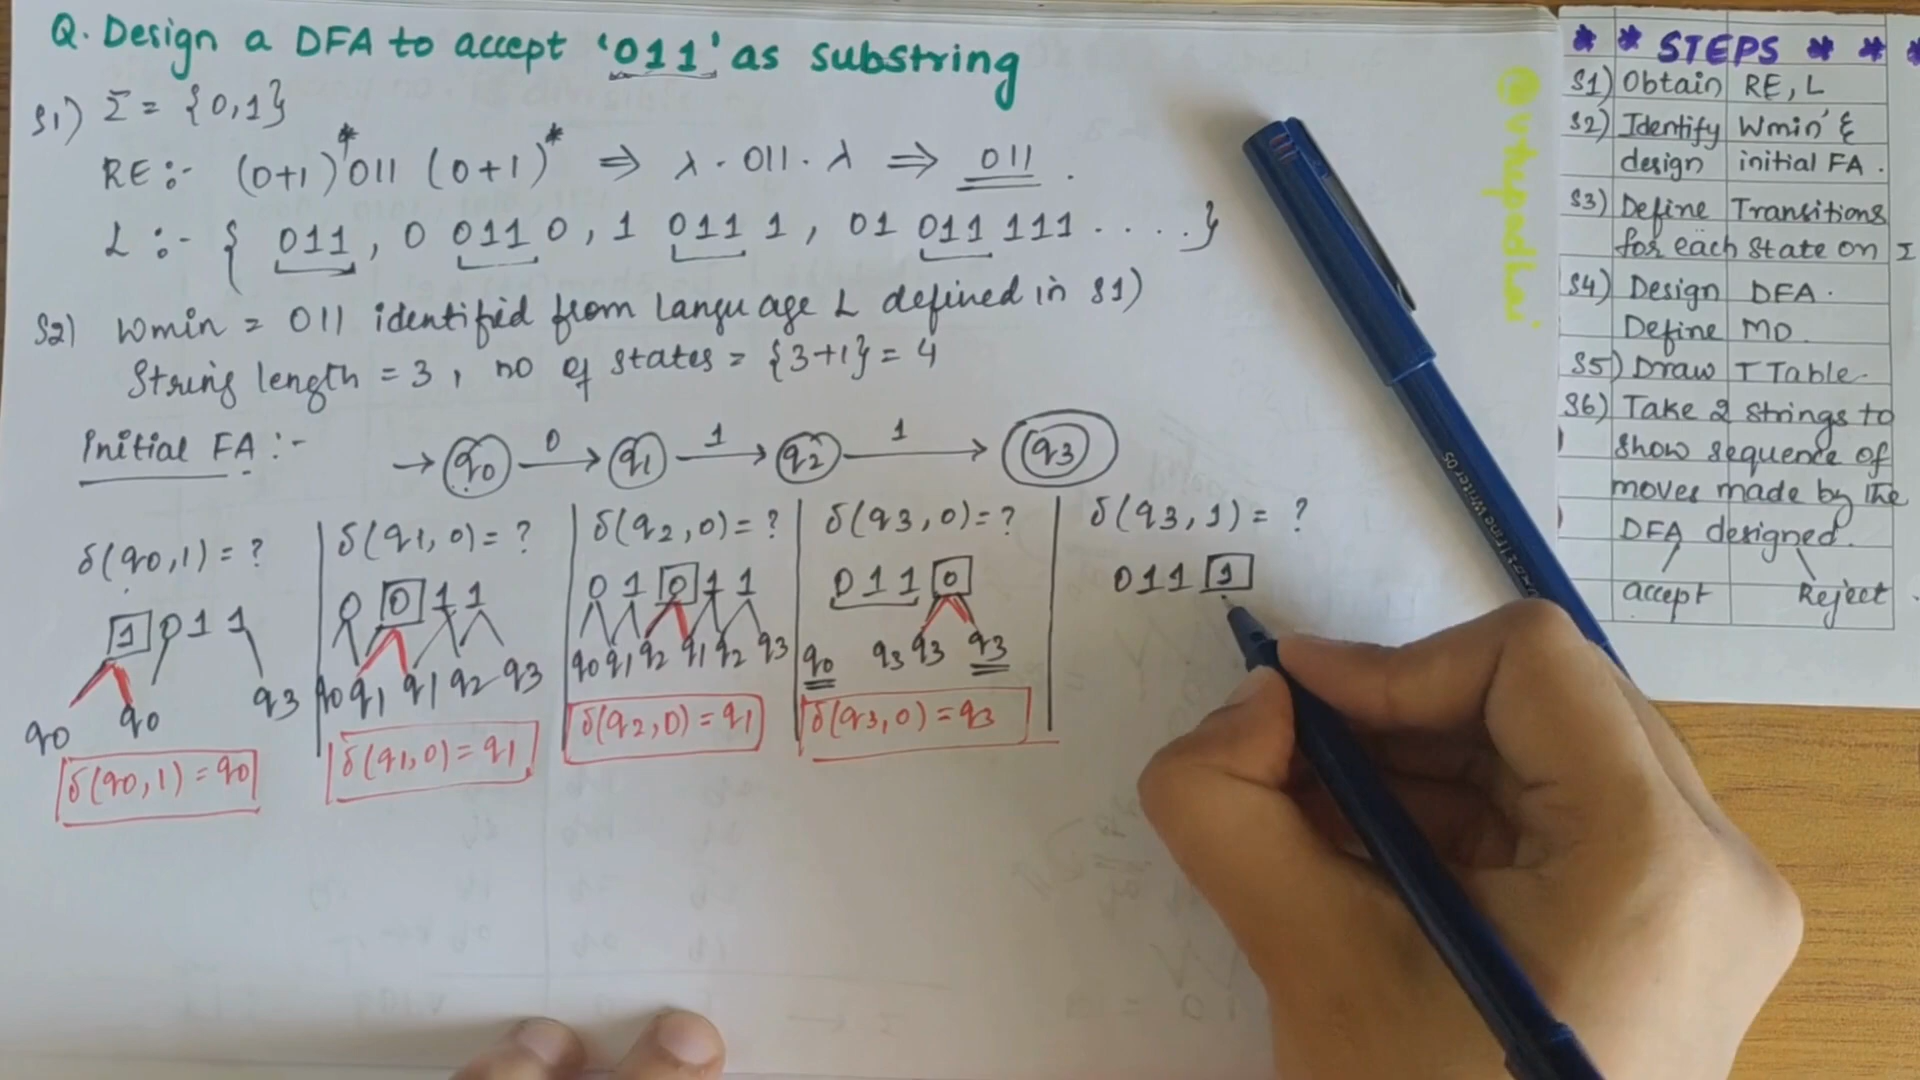 Q. Design a DFA to accept '011' as substring
S1) Σ = {0,1}
RE :- (0+1)* 011 (0+1)* ⇒ λ · 011 · λ ⇒ 011 .
L :- { 011 , 0 011 0 , 1 011 1 , 01 011 111 . . . . }
S2) Wmin = 011 identified from language L defined in S1)
String length = 3 , no of states = {3+1} = 4
Initial FA :-
→ q0 0 → q1 1 → q2 1 → q3
δ(q0,1) = ?
1 0 1 1
q0 q0 q3
δ(q0,1) = q0
δ(q1,0) = ?
0 0 1 1
q0 q1 q1 q2 q3
δ(q1,0) = q1
δ(q2,0) = ?
0 1 0 1 1
q0 q1 q2 q1 q2 q3
δ(q2,0) = q1
δ(q3,0) = ?
0 1 1 0
q0 q3 q3 q3
δ(q3,0) = q3
δ(q3,1) = ?
0 1 1 1
@vrhepadhai
* * STEPS * * *
S1) Obtain RE, L
S2) Identify Wmin' &
design initial FA .
S3) Define Transitions
for each state on Σ
S4) Design DFA .
Define MD .
S5) Draw T Table .
S6) Take 2 strings to
show sequence of
moves made by the
DFA designed .
accept Reject .